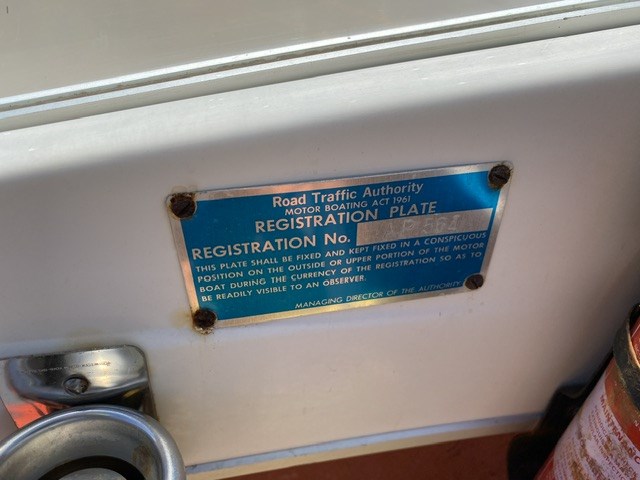 Road Traffic Authority
MOTOR BOATING ACT 1961
REGISTRATION PLATE
REGISTRATION No.
THIS PLATE SHALL BE FIXED AND KEPT FIXED IN A CONSPICUOUS
POSITION ON THE OUTSIDE OR UPPER PORTION OF THE MOTOR
BOAT DURING THE CURRENCY OF THE REGISTRATION SO AS TO
BE READILY VISIBLE TO AN OBSERVER.
MANAGING DIRECTOR OF THE AUTHORITY